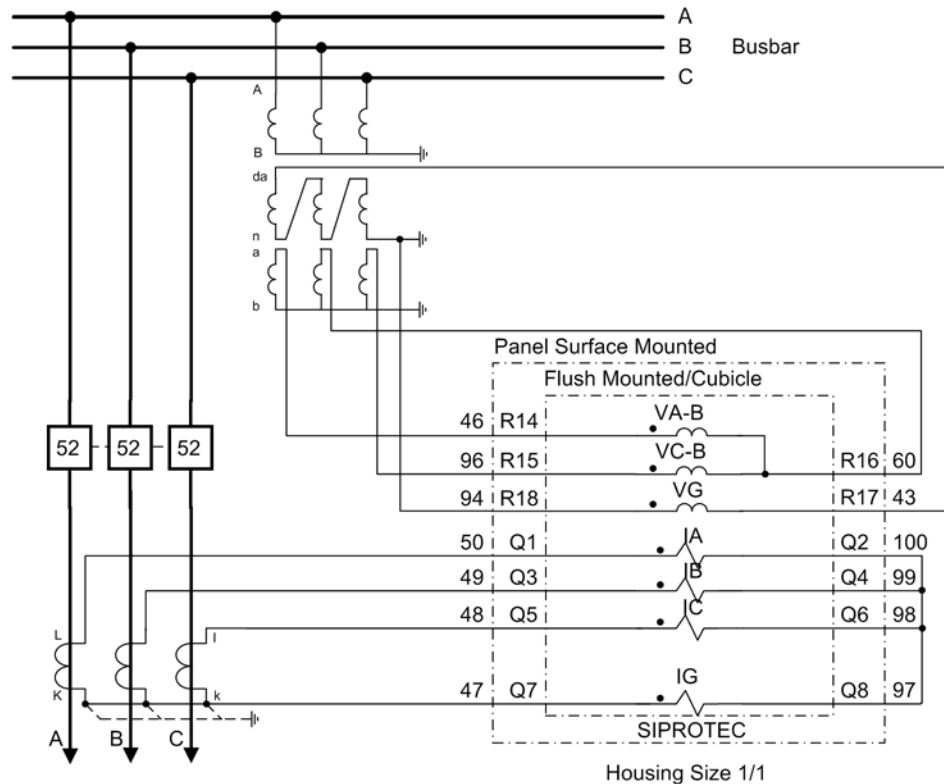 A
B Busbar
C
A
B
da
n
a
b
Panel Surface Mounted
Flush Mounted/Cubicle
VA-B
46 R14
VC-B
96 R15 R16 60
VG
94 R18 R17 43
50 Q1 IA Q2 100
49 Q3 IB Q4 99
48 Q5 IC Q6 98
47 Q7 IG Q8 97
52 52 52
L l
K k
A B C
SIPROTEC
Housing Size 1/1